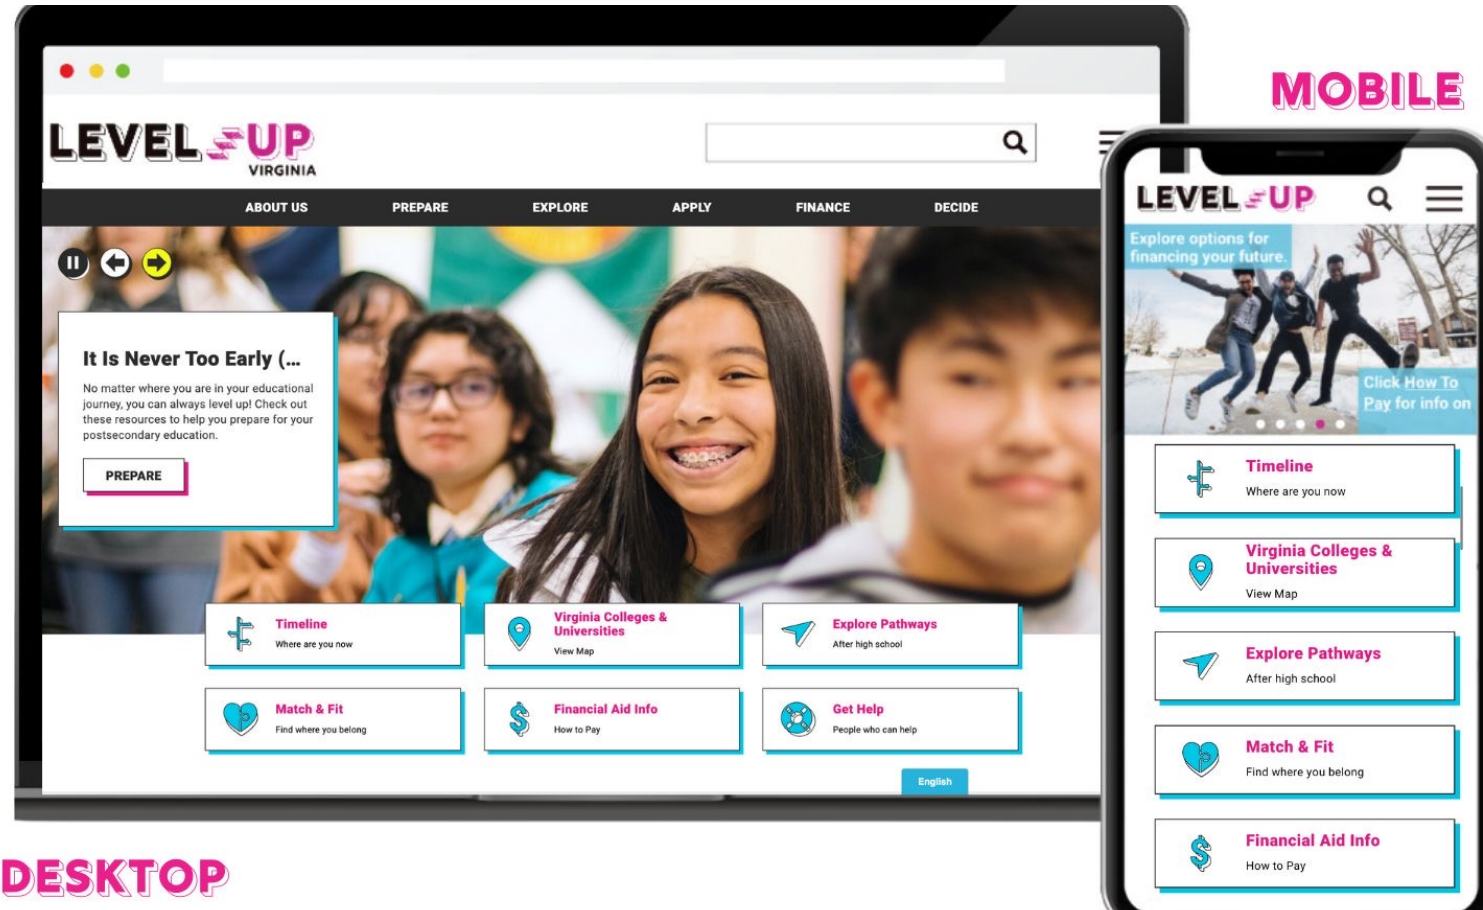 MOBILE
LEVEL UP
VIRGINIA
ABOUT US
PREPARE
EXPLORE
APPLY
FINANCE
DECIDE
It Is Never Too Early (...
No matter where you are in your educational
journey, you can always level up! Check out
these resources to help you prepare for your
postsecondary education.
PREPARE
Timeline
Where are you now
Virginia Colleges &
Universities
View Map
Explore Pathways
After high school
Match & Fit
Find where you belong
Financial Aid Info
How to Pay
Get Help
People who can help
English
LEVEL UP
Explore options for
financing your future.
Click How To
Pay for info on
Timeline
Where are you now
Virginia Colleges &
Universities
View Map
Explore Pathways
After high school
Match & Fit
Find where you belong
Financial Aid Info
How to Pay
DESKTOP